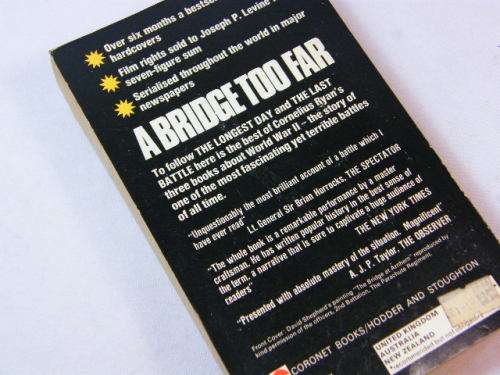 Over six months a bestse
hardcovers
Film rights sold to Joseph P. Levine
seven-figure sum
Serialised throughout the world in major
newspapers
A BRIDGE TOO FAR
To follow THE LONGEST DAY and THE LAST
BATTLE here is the best of Cornelius Ryan's
three books about World War II – the story of
one of the most fascinating yet terrible battles
of all time.
"Unquestionably the most brilliant account of a battle which I
have ever read"
Lt. General Sir Brian Horrocks. THE SPECTATOR
"The whole book is a remarkable performance by a master
craftsman. He has written popular history in the best sense of
the term, a narrative that is sure to captivate a huge audience of
readers"
THE NEW YORK TIMES
"Presented with absolute mastery of the situation. Magnificent"
A. J. P. Taylor. THE OBSERVER
Front Cover: David Shepherd's painting "The Bridge at Arnhem" reproduced by
kind permission of the officers, 2nd Battalion, The Parachute Regiment.
CORONET BOOKS/HODDER AND STOUGHTON
UNITED KINGDOM
AUSTRALIA
NEW ZEALAND
*recommended but not